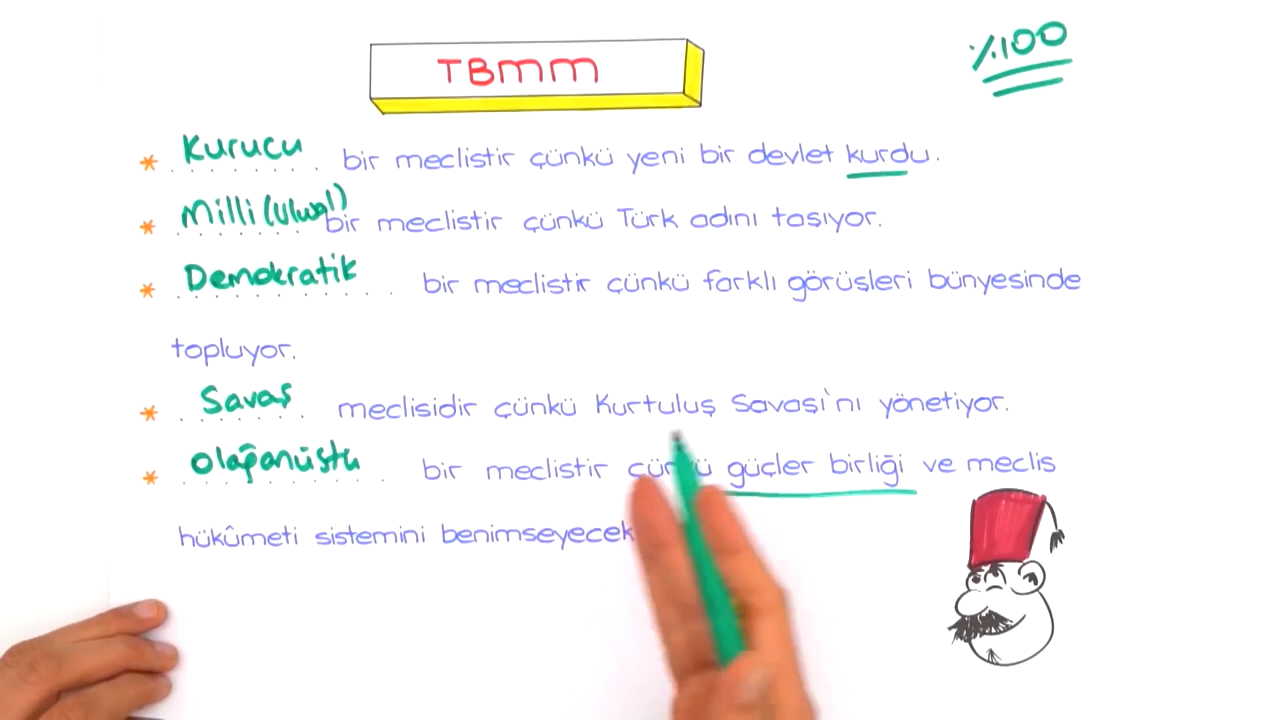 TBMM
%100
* Kurucu bir meclistir çünkü yeni bir devlet kurdu.
* Milli (Ulusal) bir meclistir çünkü Türk adını taşıyor.
* Demokratik bir meclistir çünkü farklı görüşleri bünyesinde
topluyor.
* Savaş meclisidir çünkü Kurtuluş Savaşı'nı yönetiyor.
* Olağanüstü bir meclistir çünkü güçler birliği ve meclis
hükûmeti sistemini benimseyecek